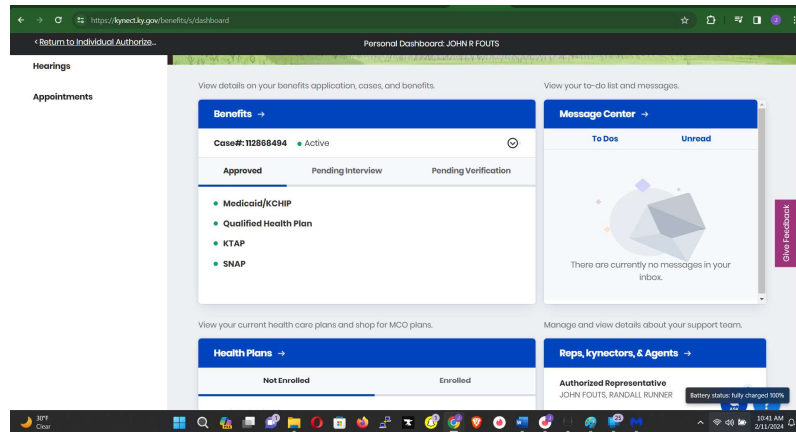 https://kynect.ky.gov/benefits/s/dashboard
< Return to Individual Authorize...
Personal Dashboard: JOHN R FOUTS
Hearings
Appointments
View details on your benefits application, cases, and benefits.
Benefits →
Case#: 112868494 • Active
Approved Pending Interview Pending Verification
• Medicaid/KCHIP
• Qualified Health Plan
• KTAP
• SNAP
View your to-do list and messages.
Message Center →
To Dos Unread
There are currently no messages in your
inbox.
Give Feedback
View your current health care plans and shop for MCO plans.
Health Plans →
Not Enrolled Enrolled
Manage and view details about your support team.
Reps, kynectors, & Agents →
Authorized Representative
JOHN FOUTS, RANDALL RUNNER
Battery status: fully charged 100%
30°F
Clear
10:41 AM
2/11/2024